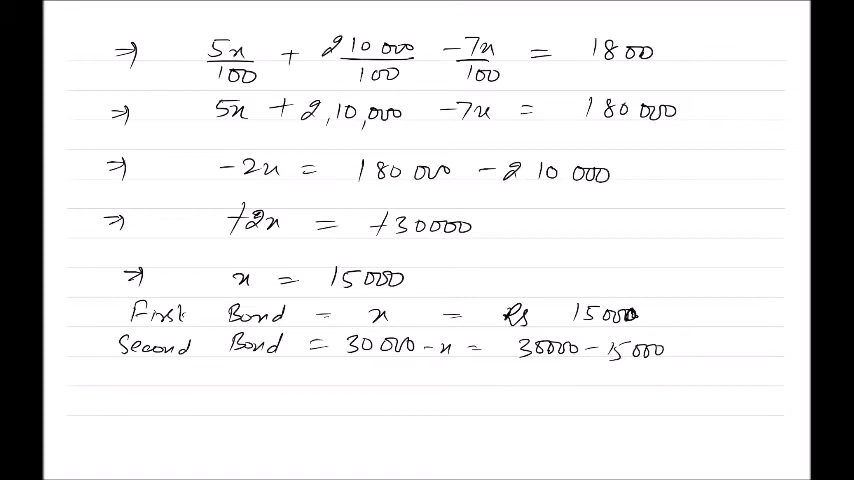 ⇒ 5x/100 + 210000/100 - 7x/100 = 1800
⇒ 5x + 2,10,000 - 7x = 180000
⇒ -2x = 180000 - 210000
⇒ +2x = +30000
⇒ x = 15000
First Bond = x = Rs 15000
Second Bond = 30000 - x = 30000 - 15000